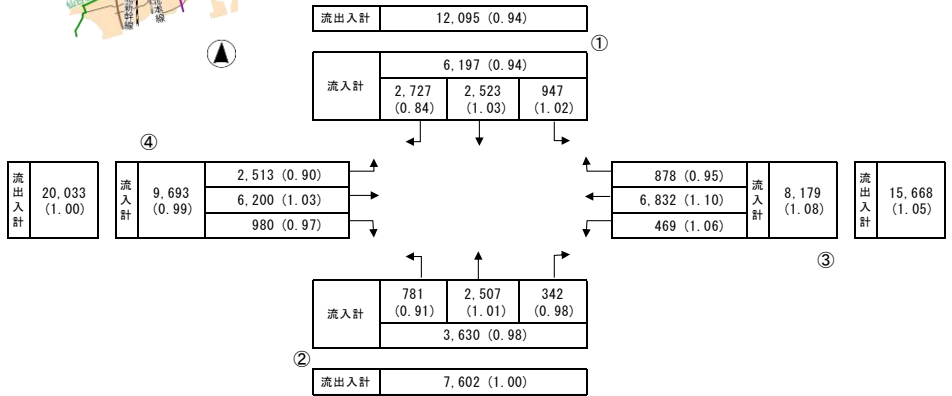 流出入計 12,095 (0.94)
①
流入計 6,197 (0.94)
2,727 2,523 947
(0.84) (1.03) (1.02)
④
流出入計 20,033 (1.00)
流入計 9,693 (0.99)
2,513 (0.90)
6,200 (1.03)
980 (0.97)
878 (0.95)
6,832 (1.10)
469 (1.06)
流入計 8,179 (1.08)
流出入計 15,668 (1.05)
③
流入計
781 2,507 342
(0.91) (1.01) (0.98)
3,630 (0.98)
②
流出入計 7,602 (1.00)